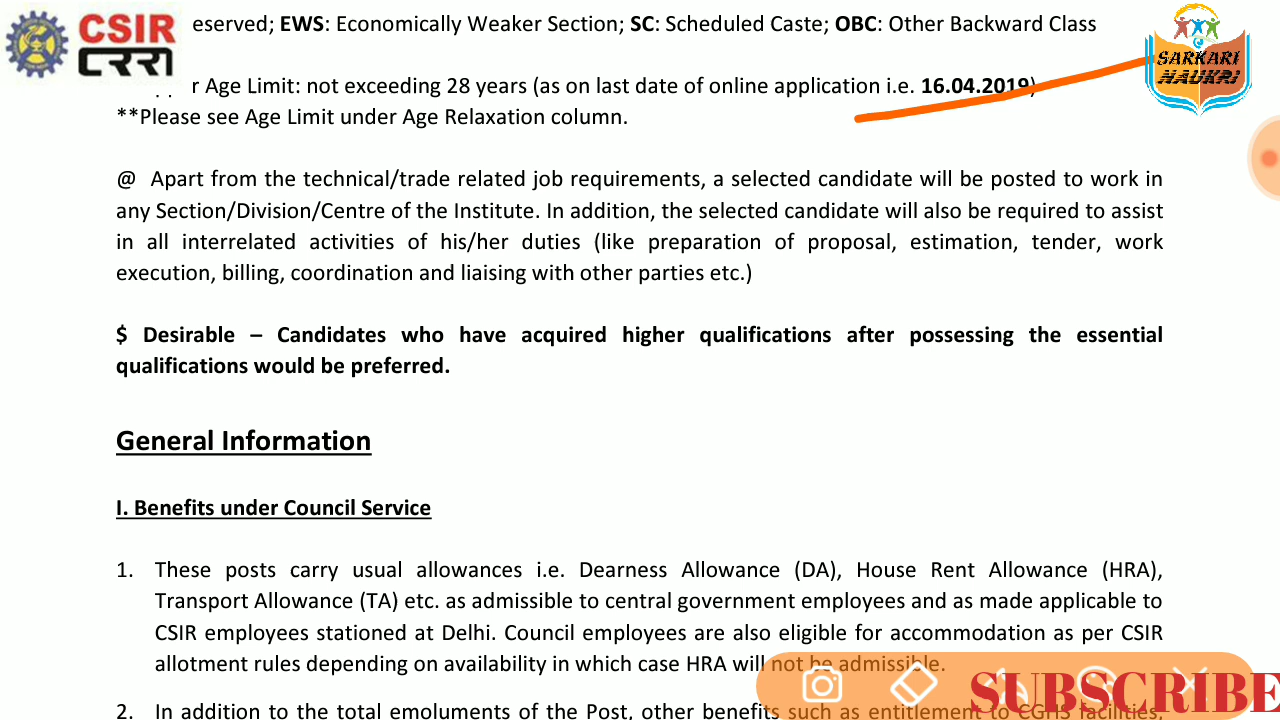 CSIR
CRRI
eserved; EWS: Economically Weaker Section; SC: Scheduled Caste; OBC: Other Backward Class
SARKARI
NAUKRI
r Age Limit: not exceeding 28 years (as on last date of online application i.e. 16.04.2019)
**Please see Age Limit under Age Relaxation column.
@ Apart from the technical/trade related job requirements, a selected candidate will be posted to work in
any Section/Division/Centre of the Institute. In addition, the selected candidate will also be required to assist
in all interrelated activities of his/her duties (like preparation of proposal, estimation, tender, work
execution, billing, coordination and liaising with other parties etc.)
$ Desirable – Candidates who have acquired higher qualifications after possessing the essential
qualifications would be preferred.
General Information
I. Benefits under Council Service
1. These posts carry usual allowances i.e. Dearness Allowance (DA), House Rent Allowance (HRA),
Transport Allowance (TA) etc. as admissible to central government employees and as made applicable to
CSIR employees stationed at Delhi. Council employees are also eligible for accommodation as per CSIR
allotment rules depending on availability in which case HRA will not be admissible.
2. In addition to the total emoluments of the Post, other benefits such as entitlement to CGHS facilities,
SUBSCRIBE